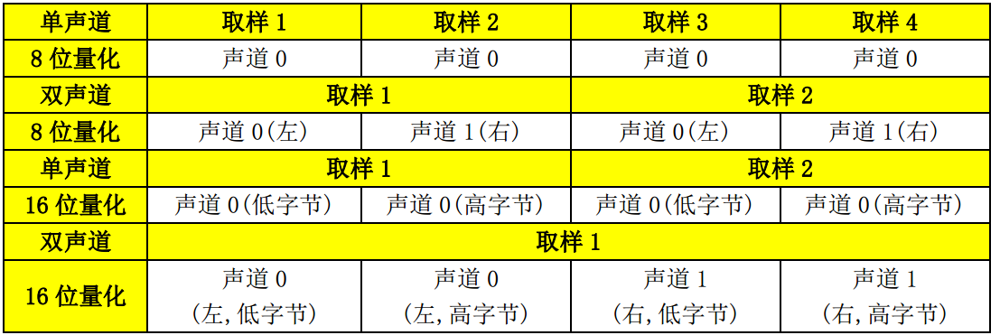 单声道 取样 1 取样 2 取样 3 取样 4
8 位量化 声道 0 声道 0 声道 0 声道 0
双声道 取样 1 取样 2
8 位量化 声道 0(左) 声道 1(右) 声道 0(左) 声道 1(右)
单声道 取样 1 取样 2
16 位量化 声道 0(低字节) 声道 0(高字节) 声道 0(低字节) 声道 0(高字节)
双声道 取样 1
16 位量化 声道 0 声道 0 声道 1 声道 1
(左,低字节) (左,高字节) (右,低字节) (右,高字节)